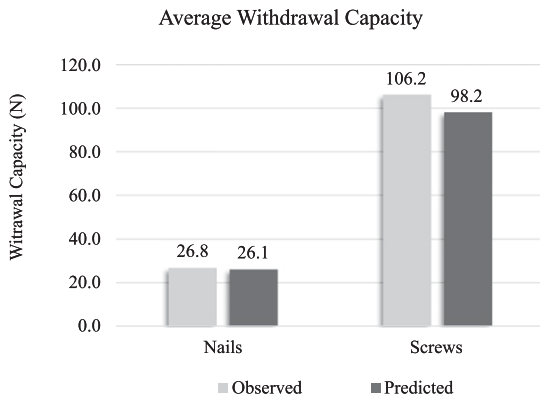 Average Withdrawal Capacity
Witrawal Capacity (N)
120.0
100.0
80.0
60.0
40.0
20.0
0.0
26.8
26.1
106.2
98.2
Nails
Screws
Observed
Predicted